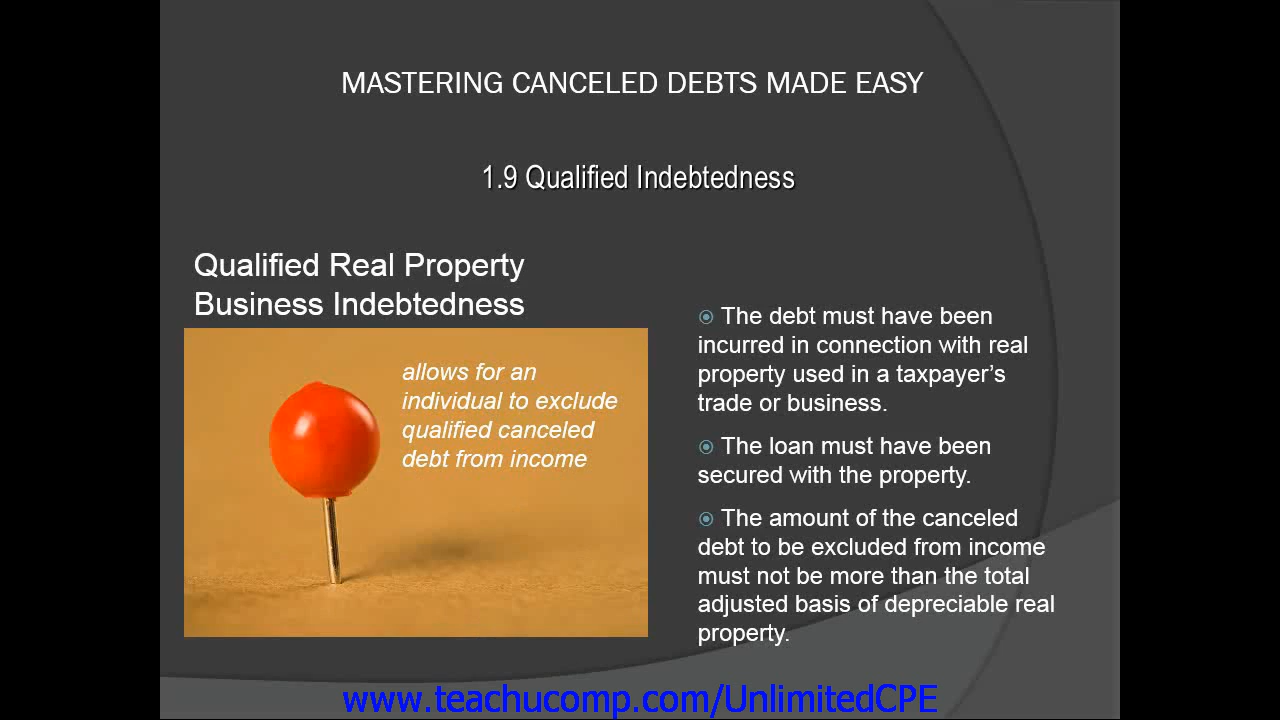 MASTERING CANCELED DEBTS MADE EASY
1.9 Qualified Indebtedness
Qualified Real Property
Business Indebtedness
allows for an
individual to exclude
qualified canceled
debt from income
The debt must have been
incurred in connection with real
property used in a taxpayer’s
trade or business.
The loan must have been
secured with the property.
The amount of the canceled
debt to be excluded from income
must not be more than the total
adjusted basis of depreciable real
property.
www.teachucomp.com/UnlimitedCPE